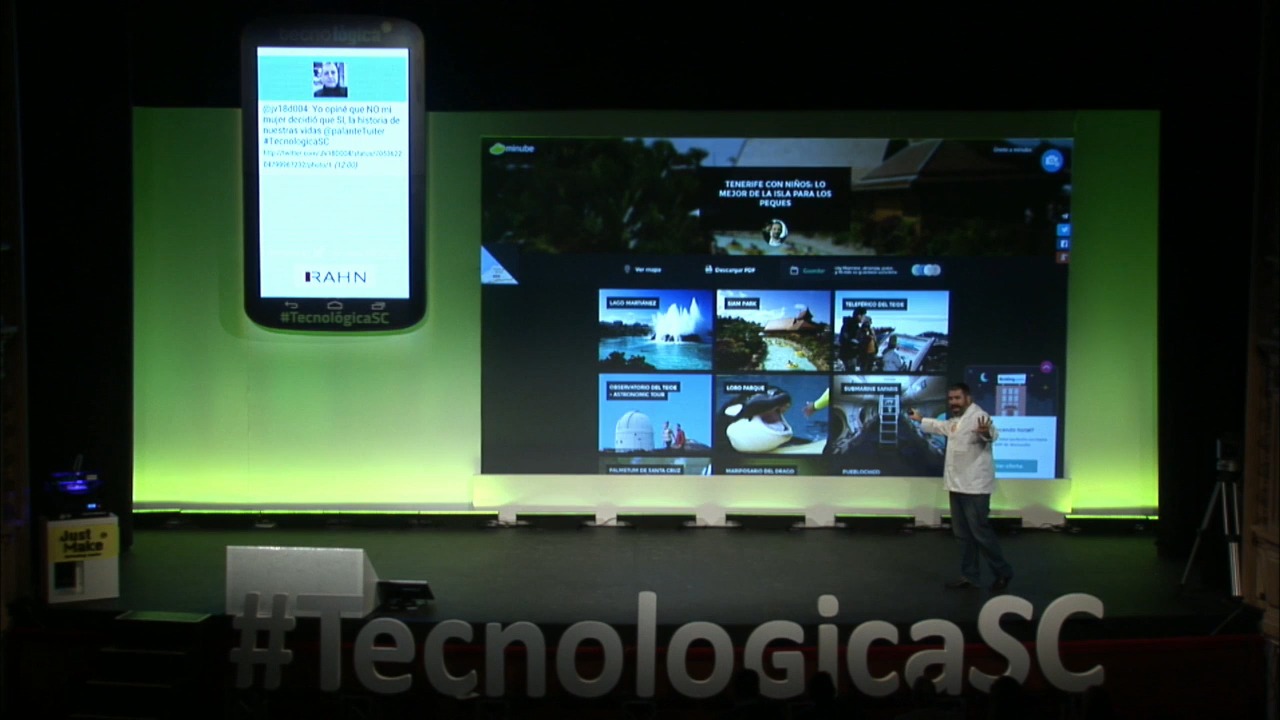 tecnológica
@jv18d004: Yo opiné que NO mi
mujer decidió que SI, la historia de
nuestras vidas @palanteTuiter
#TecnologicaSC
RAHN
#TecnológicaSC
minube
TENERIFE CON NIÑOS: LO
MEJOR DE LA ISLA PARA LOS
PEQUES
Ver mapa
Descargar PDF
Guardar
LAGO MARTIÁNEZ
SIAM PARK
TELEFÉRICO DEL TEIDE
OBSERVATORIO DEL TEIDE
- ASTRONOMIC TOUR
LORO PARQUE
SUBMARINE SAFARIS
PALMETUM DE SANTA CRUZ
MARIPOSARIO DEL DRAGO
PUEBLOCHICO
Just
Make
#TecnologicaSC